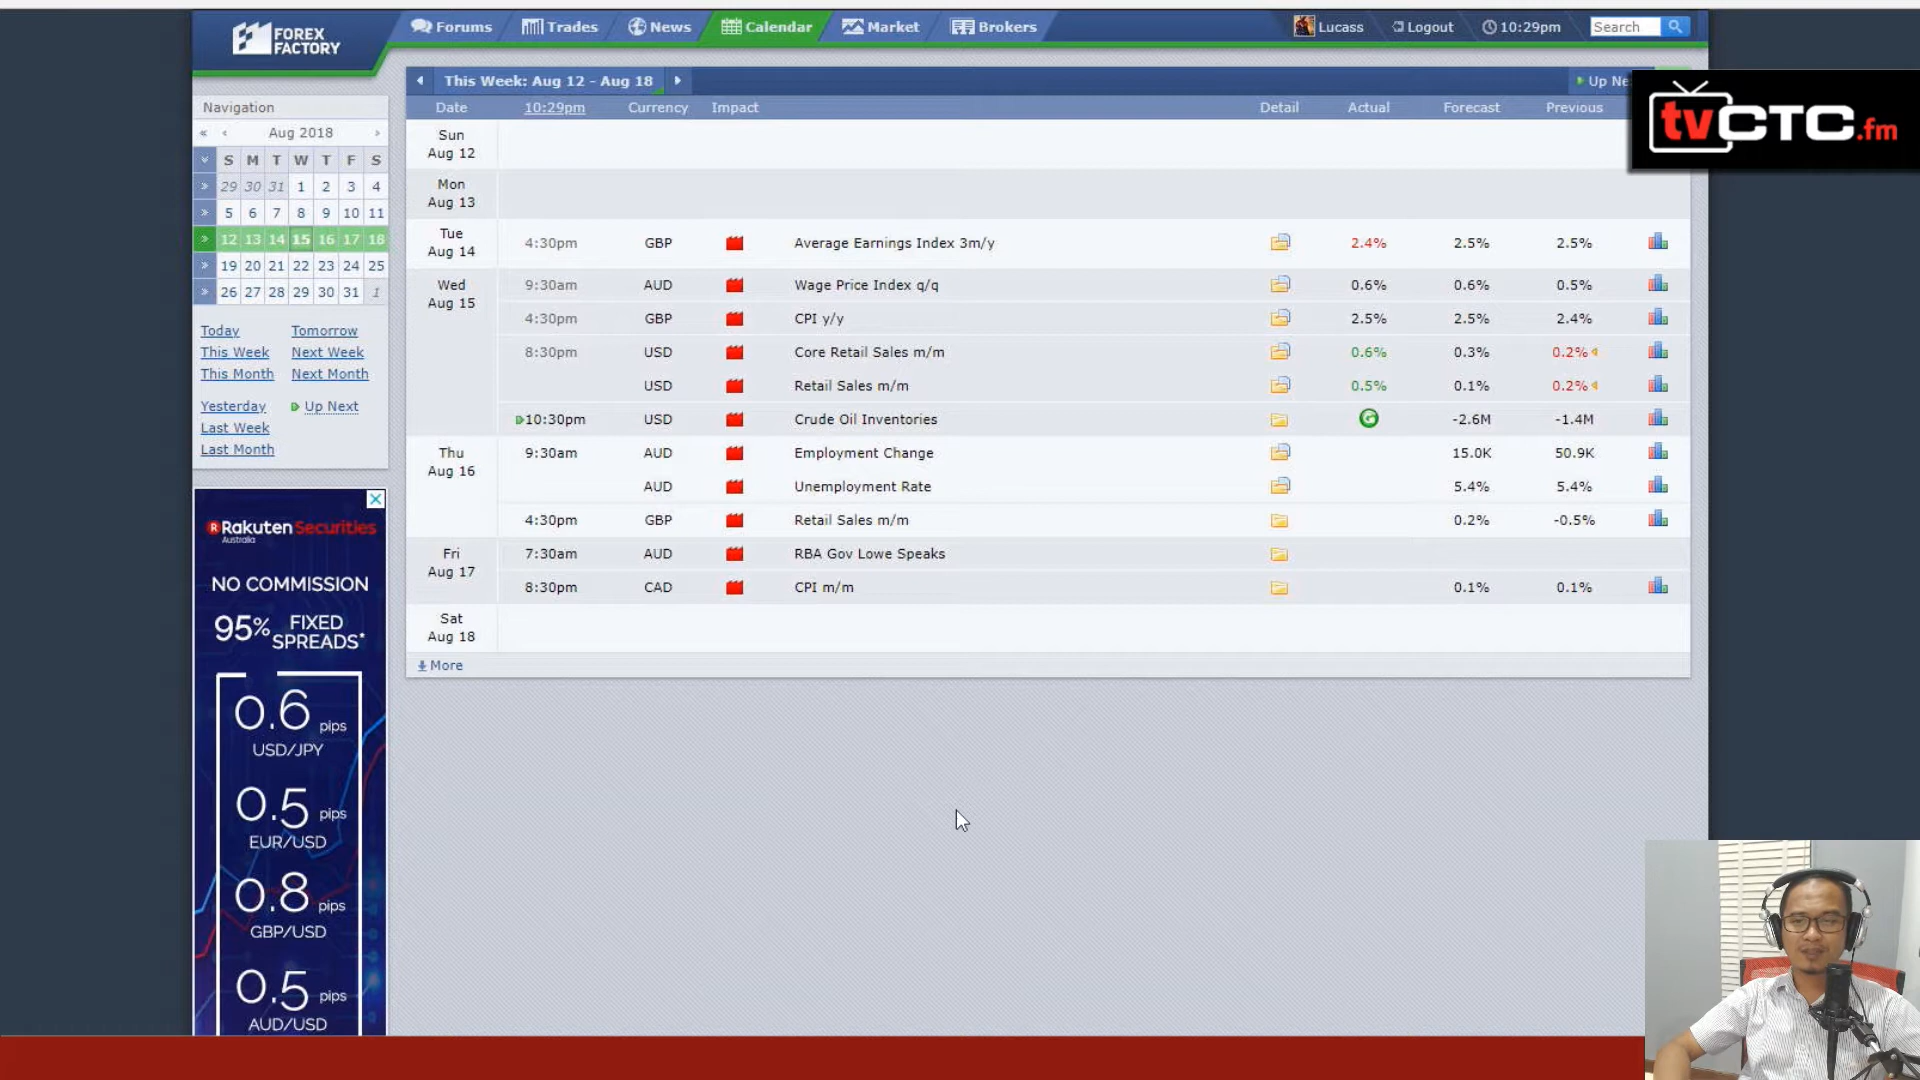 FOREX FACTORY
Forums Trades News Calendar Market Brokers Lucass Logout 10:29pm Search
tvCTC.fm
Navigation
« ‹ Aug 2018 ›
S M T W T F S
29 30 31 1 2 3 4
5 6 7 8 9 10 11
12 13 14 15 16 17 18
19 20 21 22 23 24 25
26 27 28 29 30 31 1
Today Tomorrow
This Week Next Week
This Month Next Month
Yesterday Up Next
Last Week
Last Month
This Week: Aug 12 - Aug 18 Up Ne
Date 10:29pm Currency Impact Detail Actual Forecast Previous
Sun Aug 12
Mon Aug 13
Tue Aug 14 4:30pm GBP Average Earnings Index 3m/y 2.4% 2.5% 2.5%
Wed Aug 15 9:30am AUD Wage Price Index q/q 0.6% 0.6% 0.5%
4:30pm GBP CPI y/y 2.5% 2.5% 2.4%
8:30pm USD Core Retail Sales m/m 0.6% 0.3% 0.2%
USD Retail Sales m/m 0.5% 0.1% 0.2%
10:30pm USD Crude Oil Inventories -2.6M -1.4M
Thu Aug 16 9:30am AUD Employment Change 15.0K 50.9K
AUD Unemployment Rate 5.4% 5.4%
4:30pm GBP Retail Sales m/m 0.2% -0.5%
Fri Aug 17 7:30am AUD RBA Gov Lowe Speaks
8:30pm CAD CPI m/m 0.1% 0.1%
Sat Aug 18
More
R Rakuten Securities
Australia
NO COMMISSION
95% FIXED SPREADS*
0.6 pips
USD/JPY
0.5 pips
EUR/USD
0.8 pips
GBP/USD
0.5 pips
AUD/USD